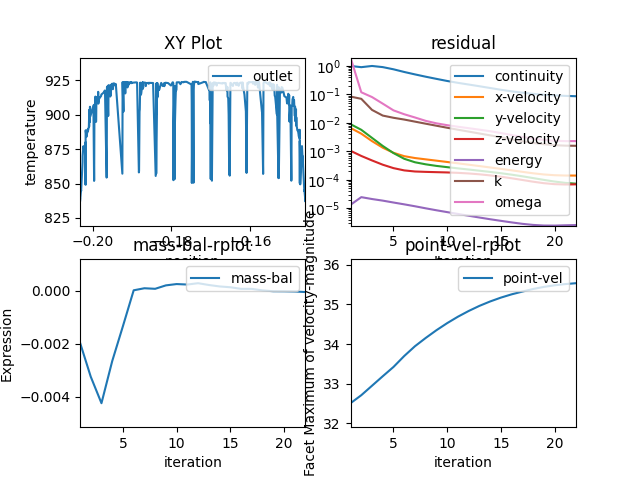 XY Plot
temperature
925
900
875
850
825
−0.20
−0.18
−0.16
position
outlet
residual
10⁰
10⁻¹
10⁻²
10⁻³
10⁻⁴
10⁻⁵
5
10
15
20
iteration
continuity
x-velocity
y-velocity
z-velocity
energy
k
omega
mass-bal-rplot
Expression
0.000
−0.002
−0.004
5
10
15
20
iteration
mass-bal
point-vel-rplot
Facet Maximum of velocity-magnitude
36
35
34
33
32
5
10
15
20
iteration
point-vel